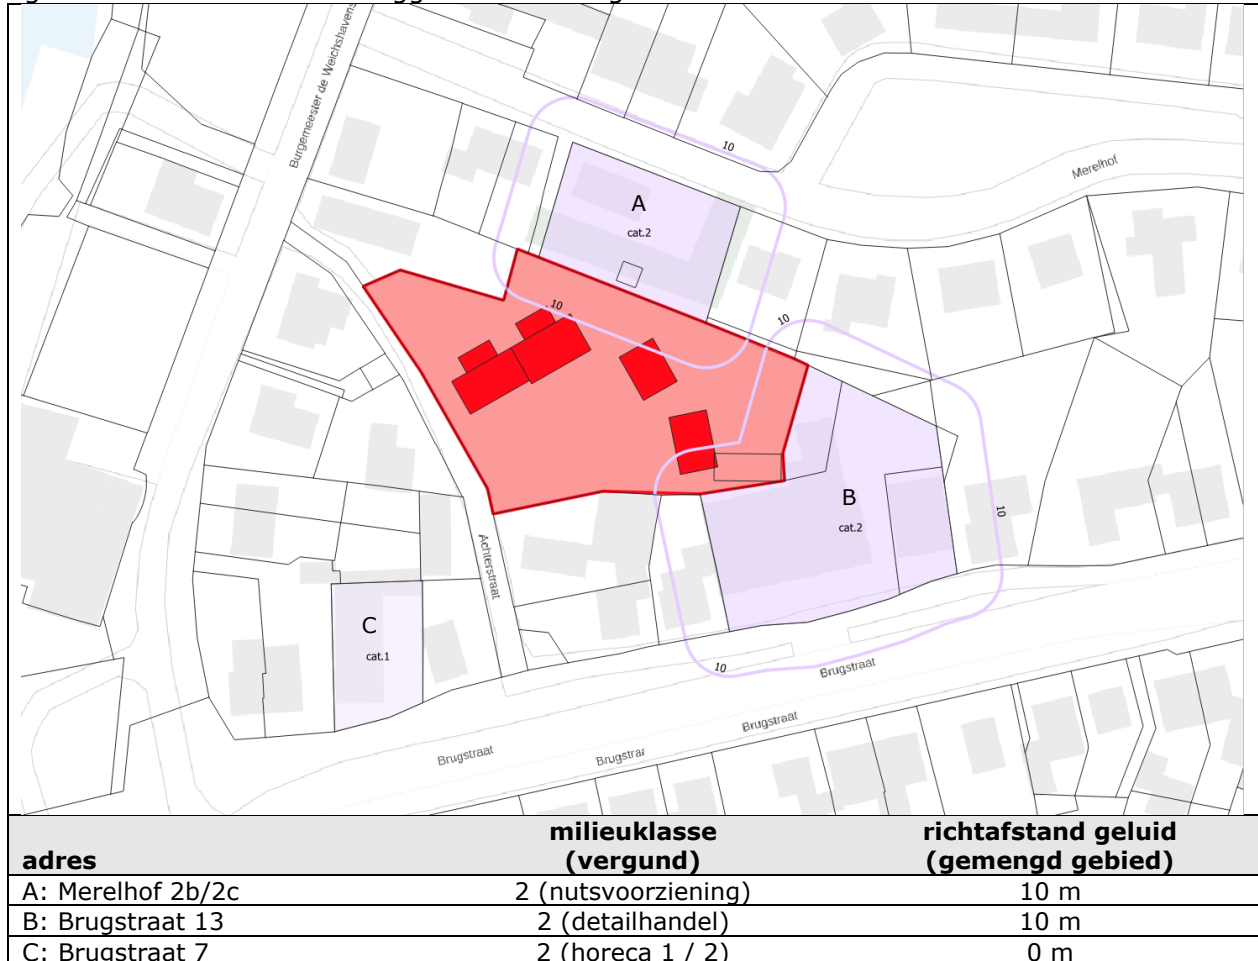 Burgemeester de Weichshavens
10
Merelhof
A
cat.2
10
10
B
cat.2
10
Achterstraat
C
cat.1
10
Brugstraat
Brugstraat
Brugstraat
Brugstrar
adres
milieuklasse
(vergund)
richtafstand geluid
(gemengd gebied)
A: Merelhof 2b/2c 2 (nutsvoorziening) 10 m
B: Brugstraat 13 2 (detailhandel) 10 m
C: Brugstraat 7 2 (horeca 1 / 2) 0 m